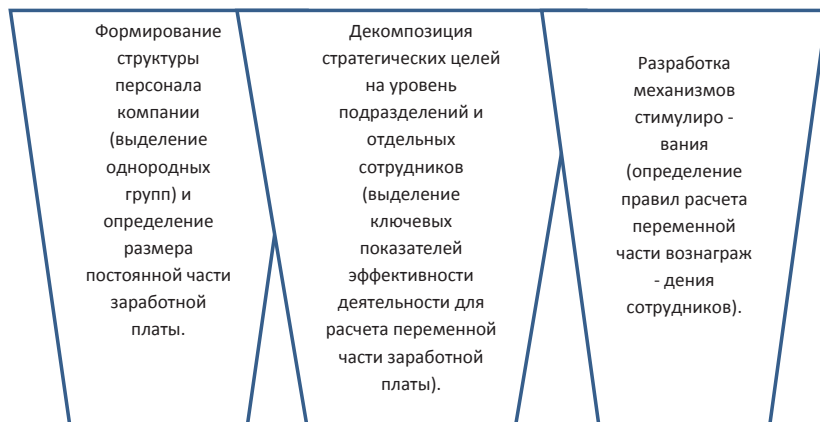 Формирование
структуры
персонала
компании
(выделение
однородных
групп) и
определение
размера
постоянной части
заработной
платы.
Декомпозиция
стратегических целей
на уровень
подразделений и
отдельных
сотрудников
(выделение
ключевых
показателей
эффективности
деятельности для
расчета переменной
части заработной
платы).
Разработка
механизмов
стимулиро -
вания
(определение
правил расчета
переменной
части вознаграж
- дения
сотрудников).